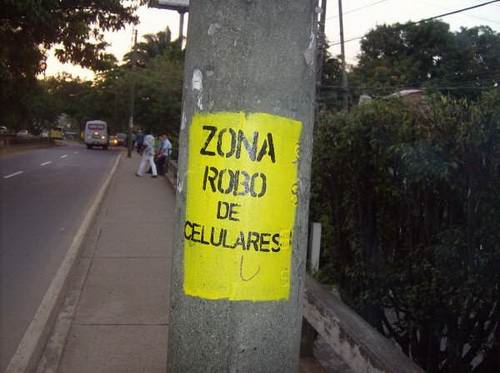 ZONA
ROBO
DE
CELULARES